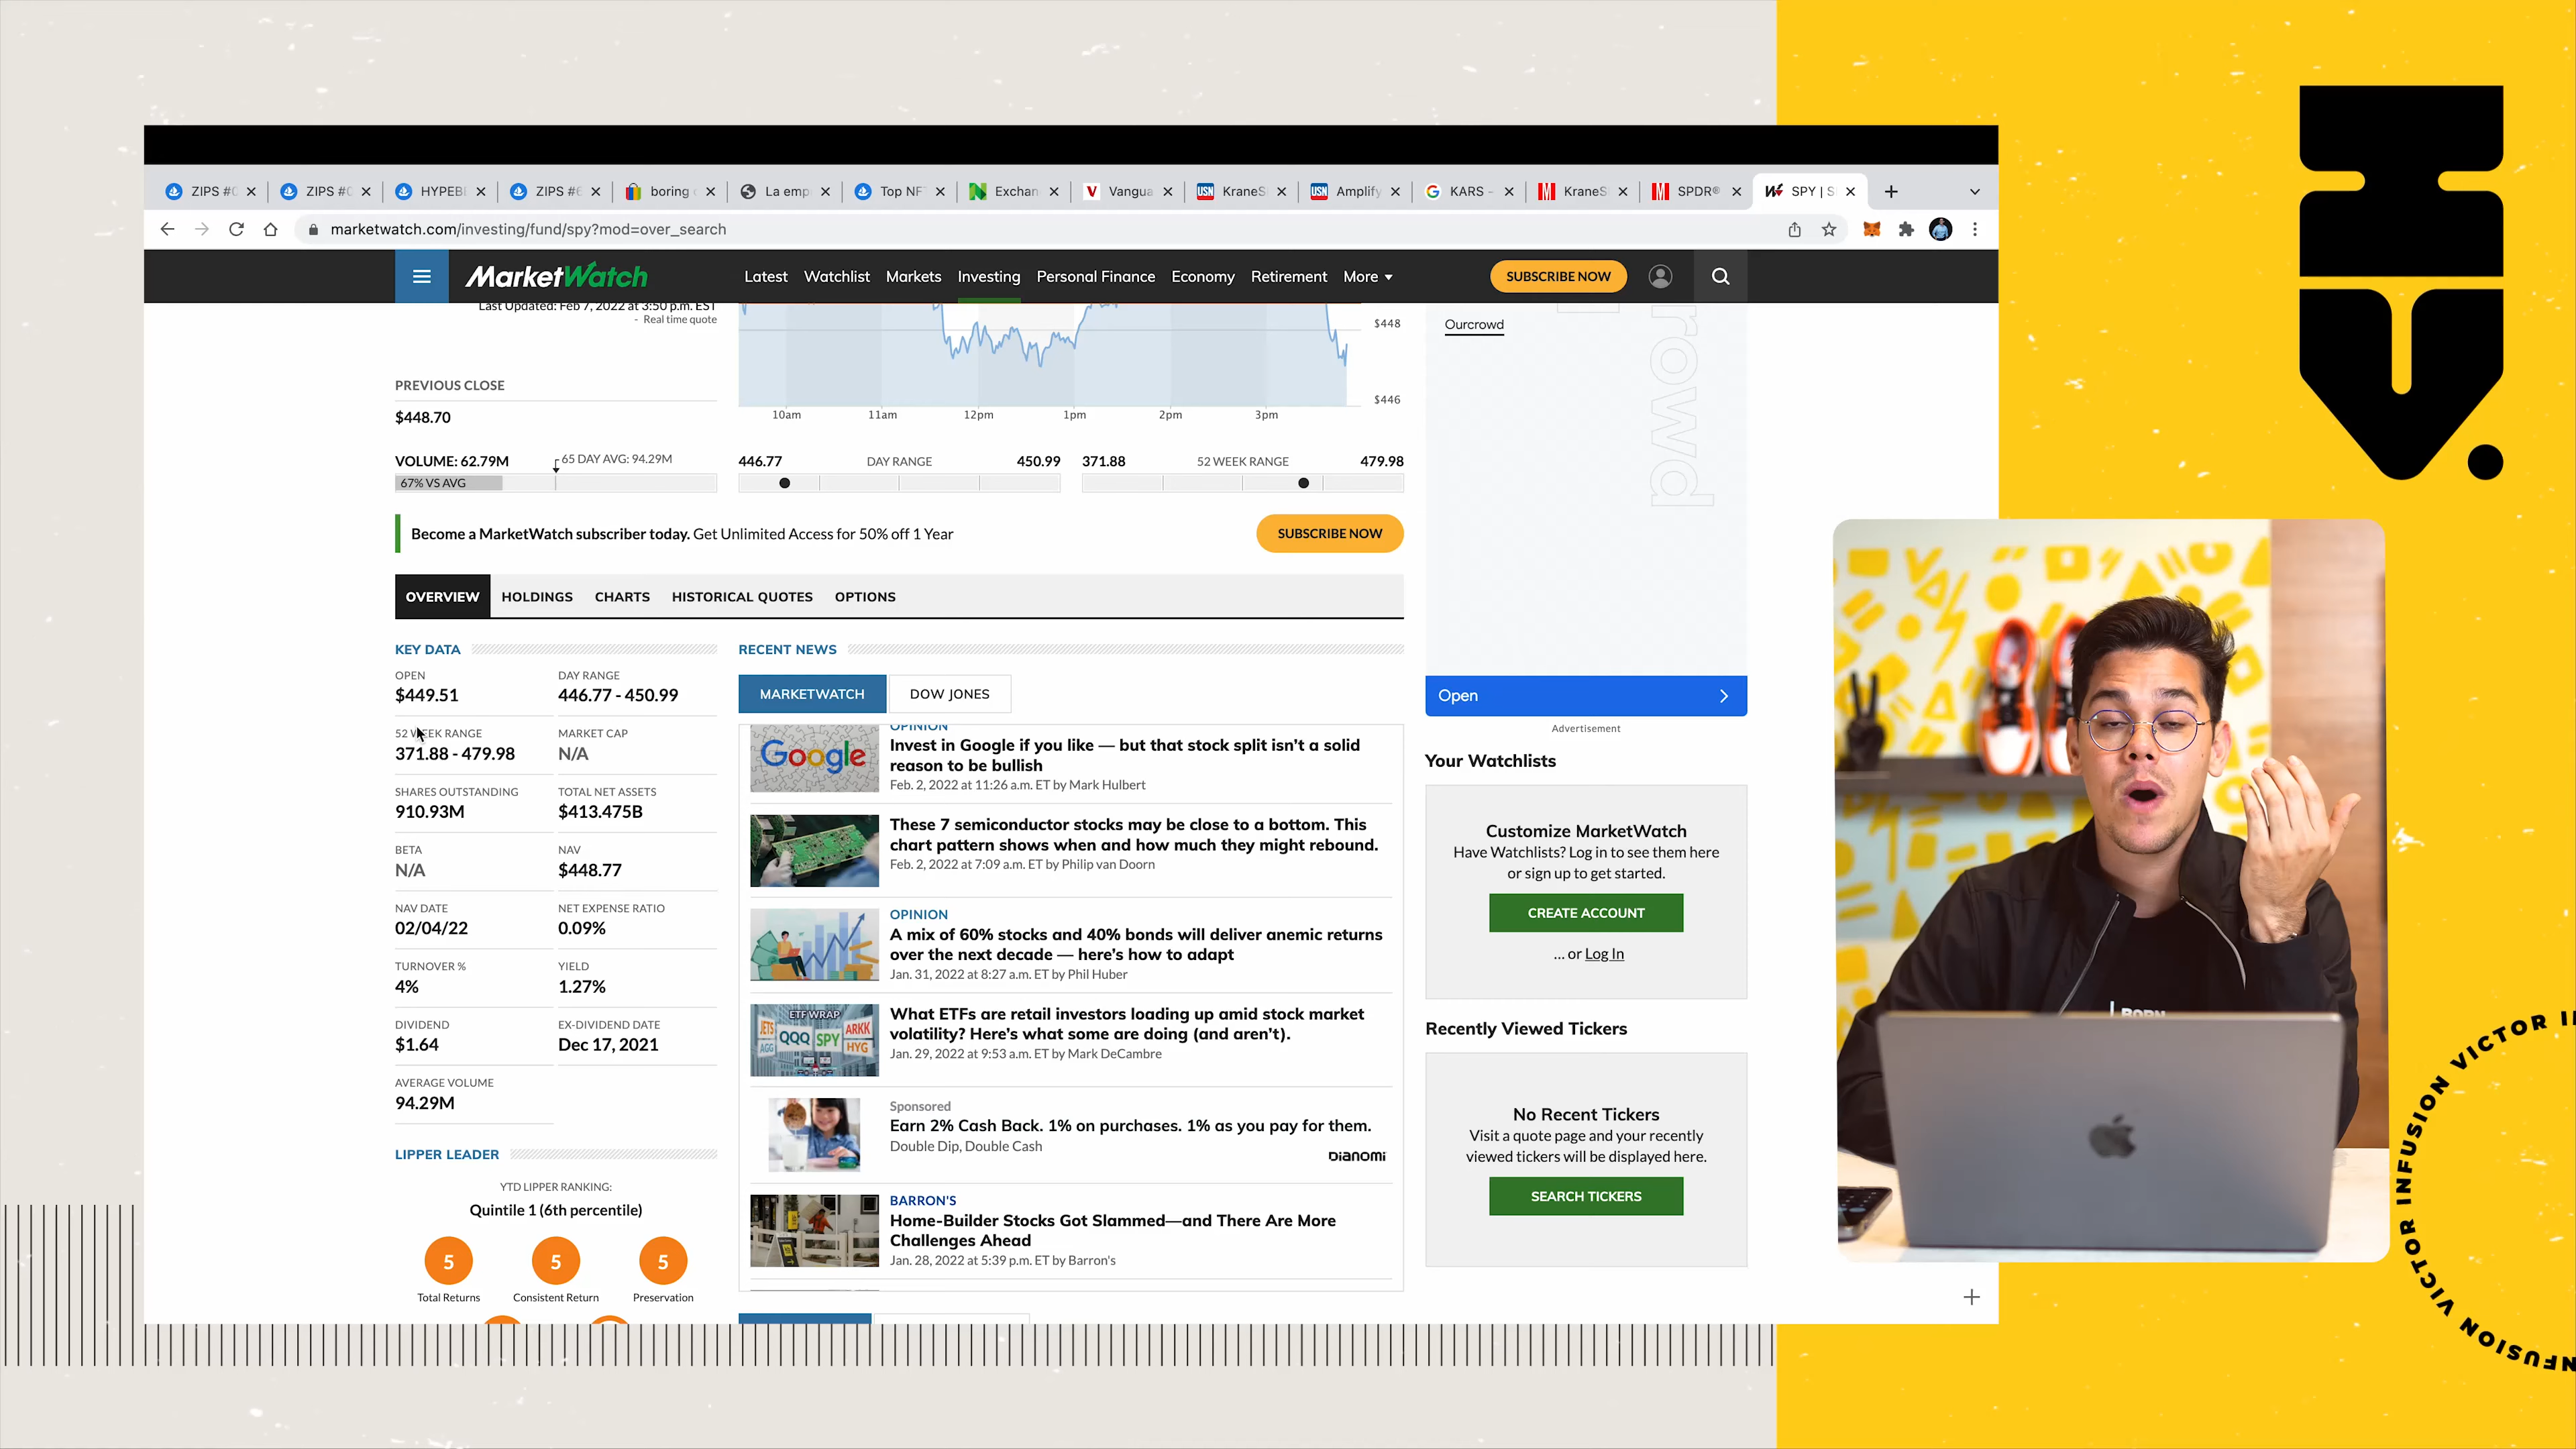 ZIPS #0
ZIPS #0
HYPEB
ZIPS #6
boring
La emp
Top NF
Exchan
Vangua
KraneS
Amplify
KARS -
KraneS
SPDR®
SPY | S
marketwatch.com/investing/fund/spy?mod=over_search
MarketWatch
Latest
Watchlist
Markets
Investing
Personal Finance
Economy
Retirement
More
SUBSCRIBE NOW
Last Updated: Feb 7, 2022 at 3:50 p.m. EST
- Real time quote
$448
$446
10am 11am 12pm 1pm 2pm 3pm
PREVIOUS CLOSE
$448.70
VOLUME: 62.79M
65 DAY AVG: 94.29M
67% VS AVG
446.77 DAY RANGE 450.99
371.88 52 WEEK RANGE 479.98
Become a MarketWatch subscriber today. Get Unlimited Access for 50% off 1 Year
SUBSCRIBE NOW
OVERVIEW
HOLDINGS
CHARTS
HISTORICAL QUOTES
OPTIONS
KEY DATA
OPEN
$449.51
DAY RANGE
446.77 - 450.99
52 WEEK RANGE
371.88 - 479.98
MARKET CAP
N/A
SHARES OUTSTANDING
910.93M
TOTAL NET ASSETS
$413.475B
BETA
N/A
NAV
$448.77
NAV DATE
02/04/22
NET EXPENSE RATIO
0.09%
TURNOVER %
4%
YIELD
1.27%
DIVIDEND
$1.64
EX-DIVIDEND DATE
Dec 17, 2021
AVERAGE VOLUME
94.29M
LIPPER LEADER
YTD LIPPER RANKING:
Quintile 1 (6th percentile)
5
5
5
Total Returns
Consistent Return
Preservation
RECENT NEWS
MARKETWATCH
DOW JONES
OPINION
Google
Invest in Google if you like — but that stock split isn't a solid
reason to be bullish
Feb. 2, 2022 at 11:26 a.m. ET by Mark Hulbert
These 7 semiconductor stocks may be close to a bottom. This
chart pattern shows when and how much they might rebound.
Feb. 2, 2022 at 7:09 a.m. ET by Philip van Doorn
OPINION
A mix of 60% stocks and 40% bonds will deliver anemic returns
over the next decade — here's how to adapt
Jan. 31, 2022 at 8:27 a.m. ET by Phil Huber
ETF WRAP
JETS
AGG
QQQ
SPY
ARKK
HYG
What ETFs are retail investors loading up amid stock market
volatility? Here's what some are doing (and aren't).
Jan. 29, 2022 at 9:53 a.m. ET by Mark DeCambre
Sponsored
Earn 2% Cash Back. 1% on purchases. 1% as you pay for them.
Double Dip, Double Cash
DIANOMI
BARRON'S
Home-Builder Stocks Got Slammed—and There Are More
Challenges Ahead
Jan. 28, 2022 at 5:39 p.m. ET by Barron's
Ourcrowd
rowd
Open
Advertisement
Your Watchlists
Customize MarketWatch
Have Watchlists? Log in to see them here
or sign up to get started.
CREATE ACCOUNT
... or Log In
Recently Viewed Tickers
No Recent Tickers
Visit a quote page and your recently
viewed tickers will be displayed here.
SEARCH TICKERS
BORN
NFUSION VICTOR INFUSION VICTOR I